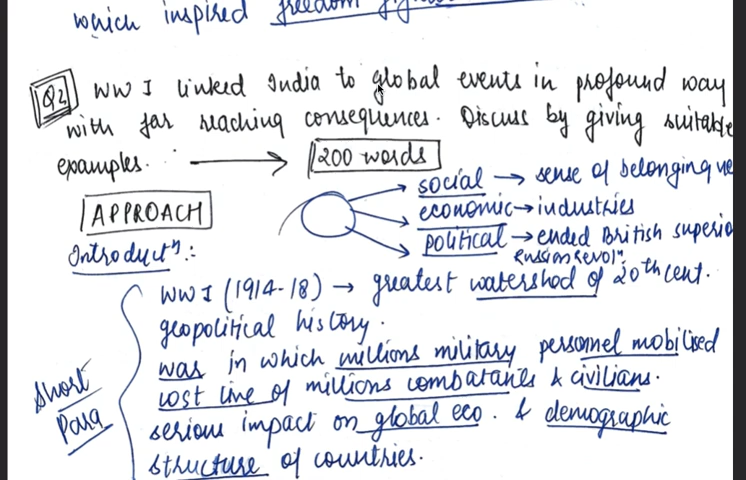 which inspired freedom
Q2 WW I linked India to global events in profound way
with far reaching consequences. Discuss by giving suitable
examples. → 200 words
social → sense of belonging
APPROACH
economic → industries
political → ended British superio
Introductⁿ :-
Russian Revolⁿ
WW I (1914-18) → greatest watershed of 20th cent.
geopolitical history.
was in which millions military personnel mobilised
lost live of millions combatants & civilians.
Short
Para
serious impact on global eco. & demographic
structure of countries.